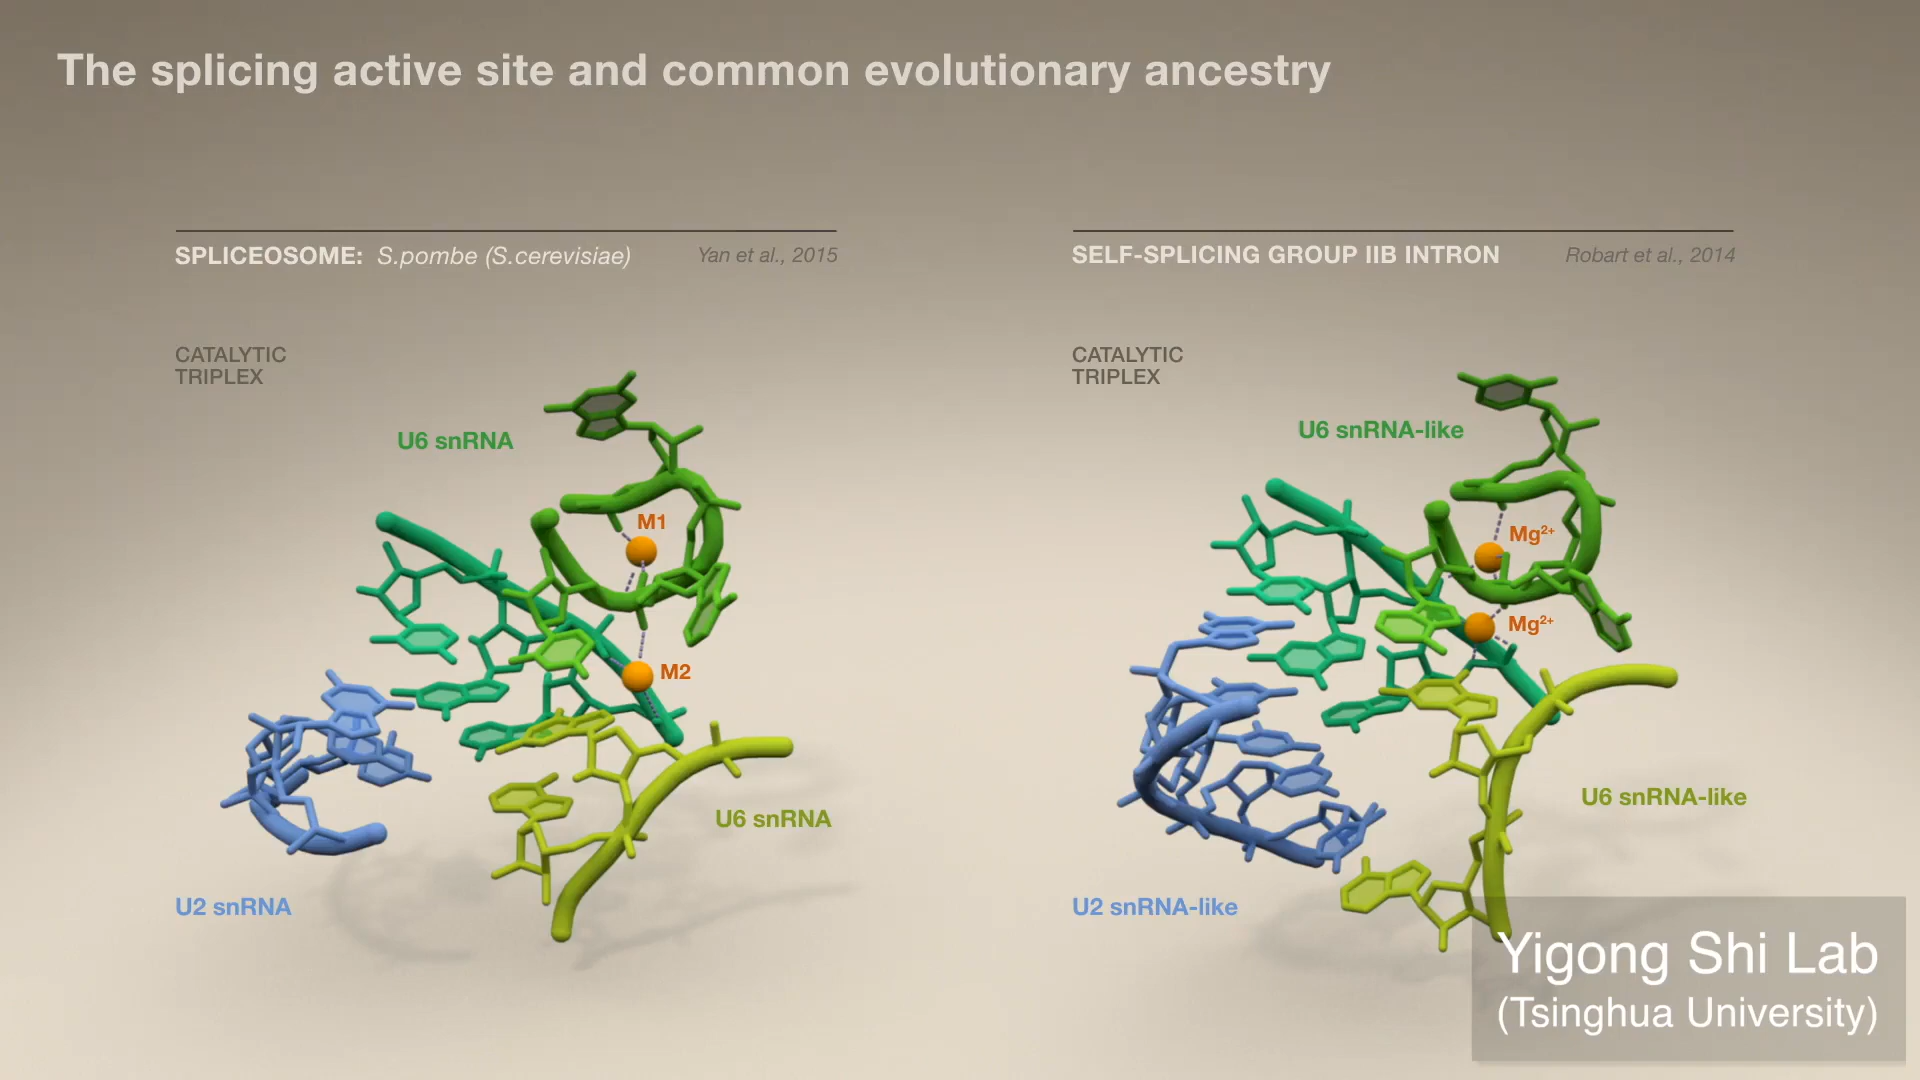 The splicing active site and common evolutionary ancestry
SPLICEOSOME: S.pombe (S.cerevisiae) Yan et al., 2015
CATALYTIC
TRIPLEX
U6 snRNA
M1
M2
U6 snRNA
U2 snRNA
SELF-SPLICING GROUP IIB INTRON Robart et al., 2014
CATALYTIC
TRIPLEX
U6 snRNA-like
Mg²⁺
Mg²⁺
U6 snRNA-like
U2 snRNA-like
Yigong Shi Lab
(Tsinghua University)